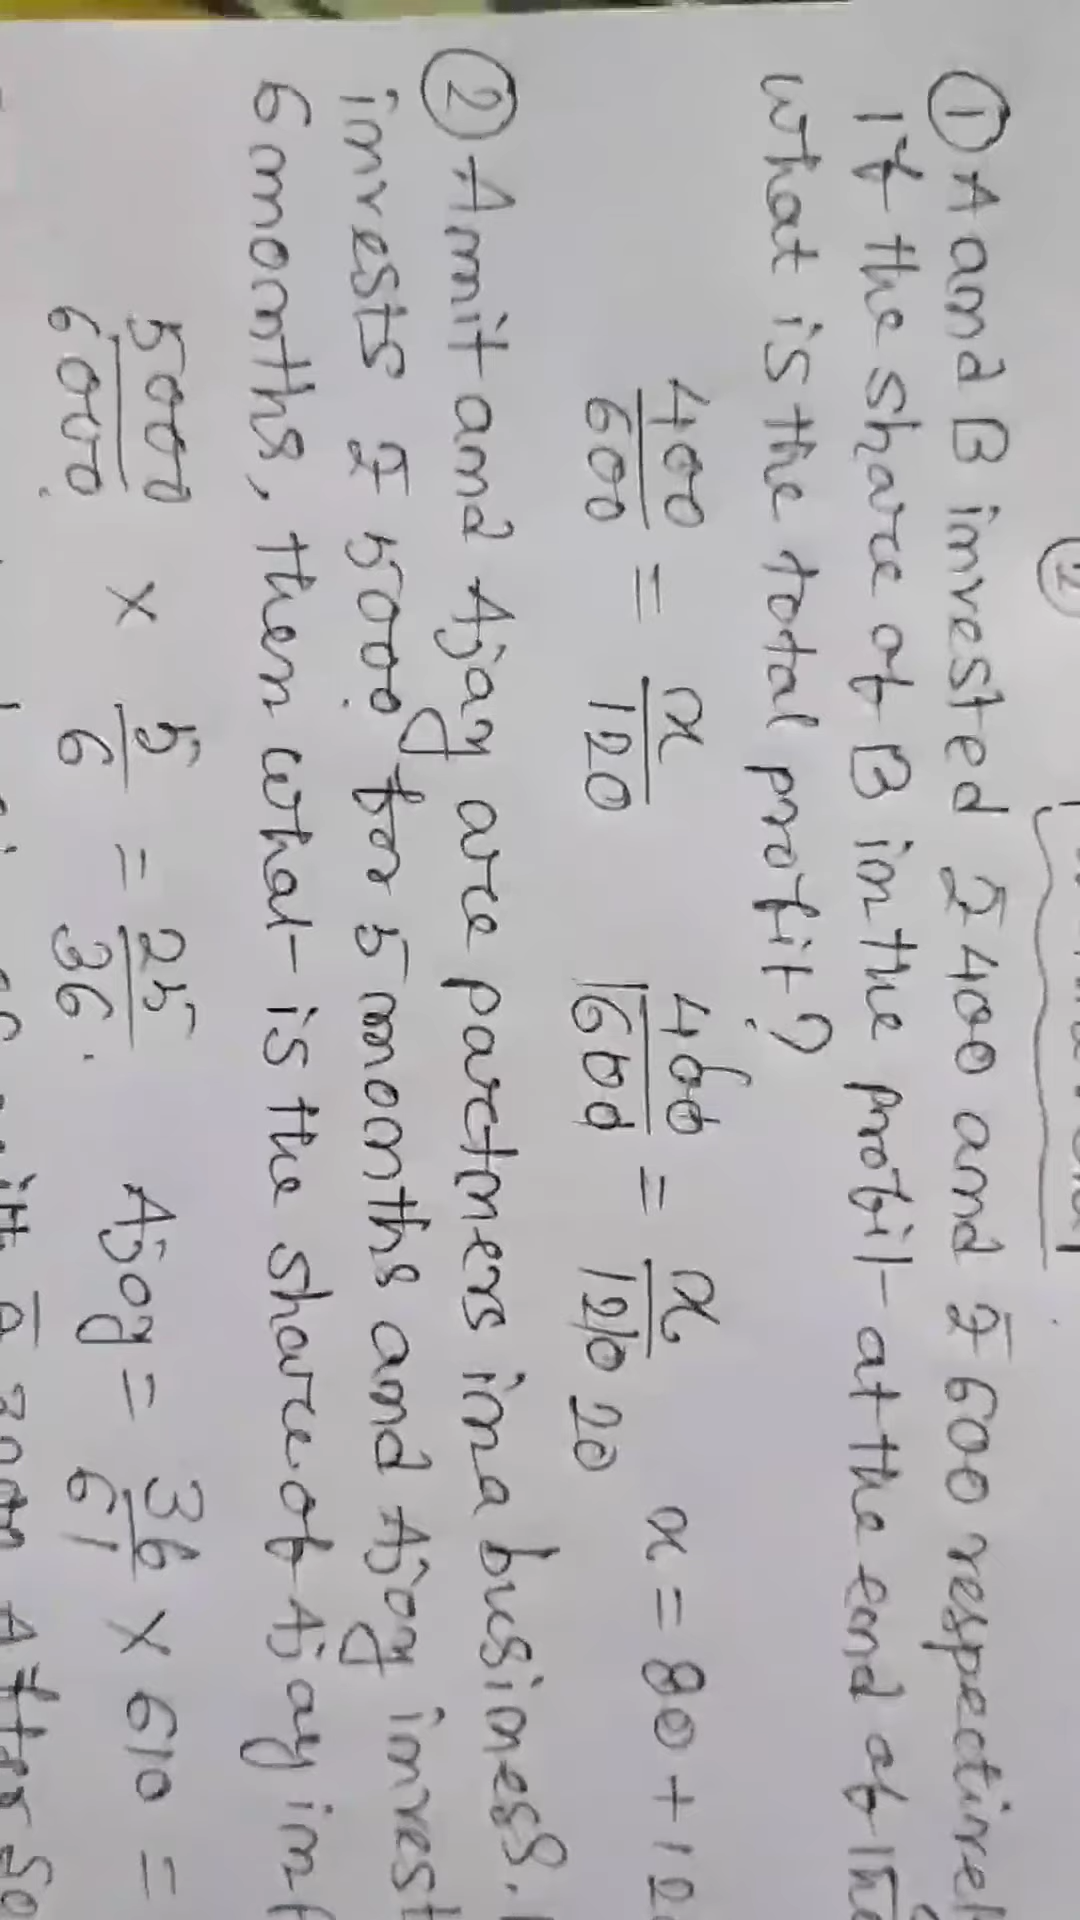 ②
① A and B invested ₹ 400 and ₹ 600
If the share of B in the profit at the end of
what is the total profit?
400/600 = x/120 400/600 = x/120 20 x = 80 + 12
② Amit and Ajay are partners in a business.
invests ₹ 5000 for 5 months and Ajay
6 months, then what is the share of Ajay in
5000/6000 × 5/6 = 25/36. Ajay = 36/61 × 610 =